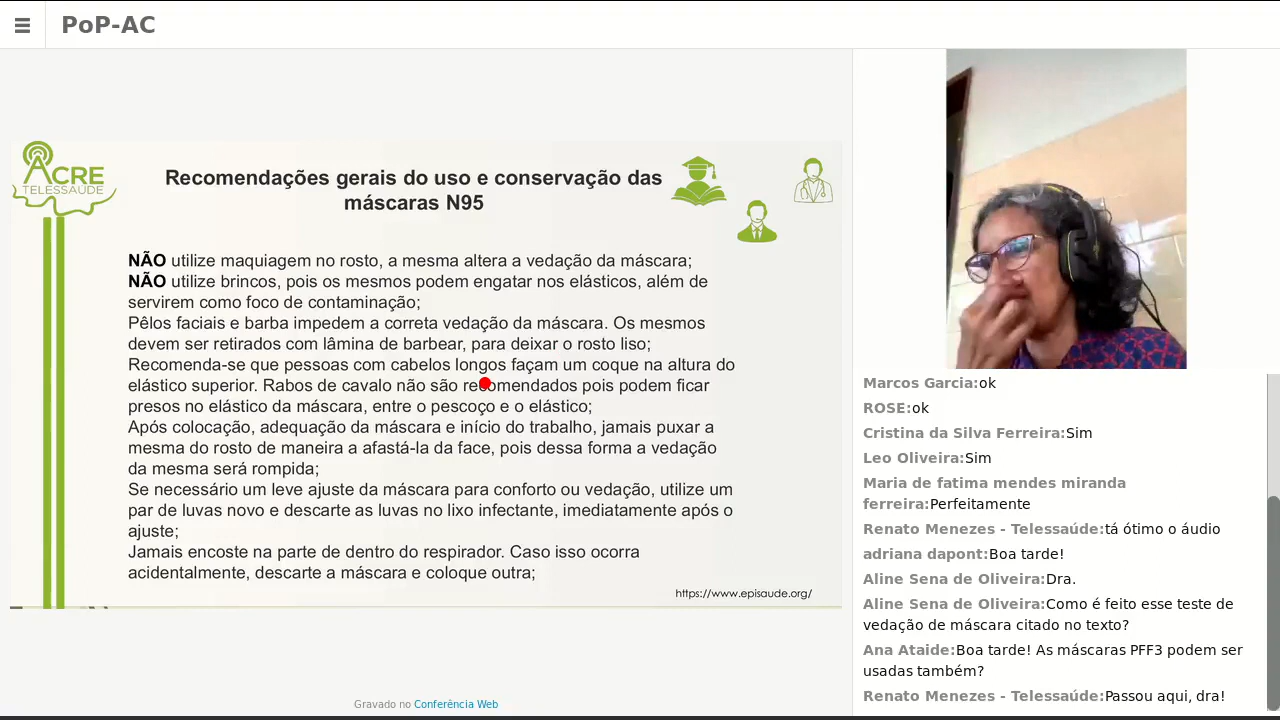 PoP-AC
ACRE
TELESSAÚDE
Recomendações gerais do uso e conservação das
máscaras N95
NÃO utilize maquiagem no rosto, a mesma altera a vedação da máscara;
NÃO utilize brincos, pois os mesmos podem engatar nos elásticos, além de
servirem como foco de contaminação;
Pêlos faciais e barba impedem a correta vedação da máscara. Os mesmos
devem ser retirados com lâmina de barbear, para deixar o rosto liso;
Recomenda-se que pessoas com cabelos longos façam um coque na altura do
elástico superior. Rabos de cavalo não são recomendados pois podem ficar
presos no elástico da máscara, entre o pescoço e o elástico;
Após colocação, adequação da máscara e início do trabalho, jamais puxar a
mesma do rosto de maneira a afastá-la da face, pois dessa forma a vedação
da mesma será rompida;
Se necessário um leve ajuste da máscara para conforto ou vedação, utilize um
par de luvas novo e descarte as luvas no lixo infectante, imediatamente após o
ajuste;
Jamais encoste na parte de dentro do respirador. Caso isso ocorra
acidentalmente, descarte a máscara e coloque outra;
https://www.episaude.org/
Gravado no Conferência Web
Marcos Garcia:ok
ROSE:ok
Cristina da Silva Ferreira:Sim
Leo Oliveira:Sim
Maria de fatima mendes miranda
ferreira:Perfeitamente
Renato Menezes - Telessaúde:tá ótimo o áudio
adriana dapont:Boa tarde!
Aline Sena de Oliveira:Dra.
Aline Sena de Oliveira:Como é feito esse teste de
vedação de máscara citado no texto?
Ana Ataide:Boa tarde! As máscaras PFF3 podem ser
usadas também?
Renato Menezes - Telessaúde:Passou aqui, dra!